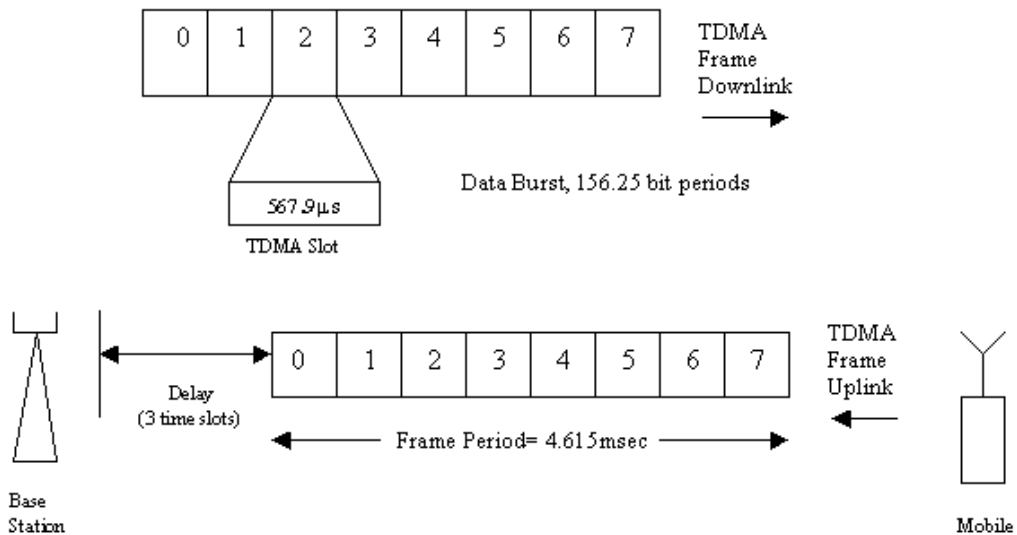 0 1 2 3 4 5 6 7
TDMA
Frame
Downlink
Data Burst, 156.25 bit periods
567.9μs
TDMA Slot
0 1 2 3 4 5 6 7
TDMA
Frame
Uplink
Delay
(3 time slots)
Frame Period= 4.615msec
Base
Station
Mobile